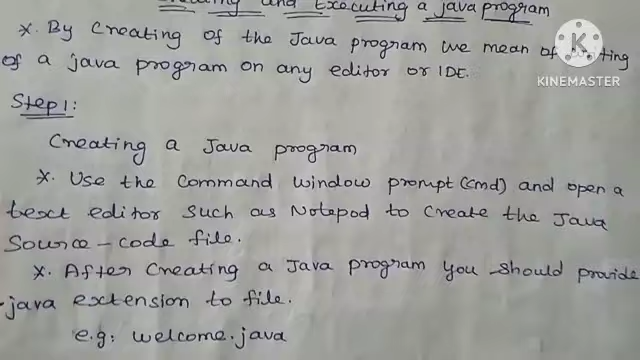 Creating and Executing a java program
*. By Creating of the Java program we mean of
of a java program on any editor or IDE.
Step1:
Creating a Java program
*. Use the Command window prompt (cmd) and open a
text editor such as Notepad to Create the Java
Source-code file.
*. After Creating a Java program you should provide
.java extension to file.
e.g: welcome.java
K
KINEMASTER